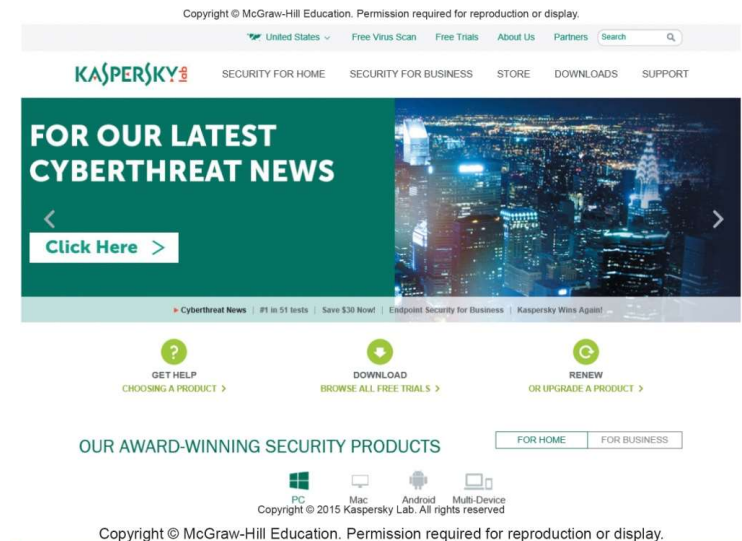 Copyright © McGraw-Hill Education. Permission required for reproduction or display.
United States Free Virus Scan Free Trials About Us Partners Search
KASPERSKY lab SECURITY FOR HOME SECURITY FOR BUSINESS STORE DOWNLOADS SUPPORT
FOR OUR LATEST
CYBERTHREAT NEWS
Click Here >
Cyberthreat News | #1 in 51 tests | Save $30 Now! | Endpoint Security for Business | Kaspersky Wins Again!
?
GET HELP DOWNLOAD RENEW
CHOOSING A PRODUCT > BROWSE ALL FREE TRIALS > OR UPGRADE A PRODUCT >
OUR AWARD-WINNING SECURITY PRODUCTS FOR HOME FOR BUSINESS
PC Mac Android Multi-Device
Copyright © 2015 Kaspersky Lab. All rights reserved
Copyright © McGraw-Hill Education. Permission required for reproduction or display.